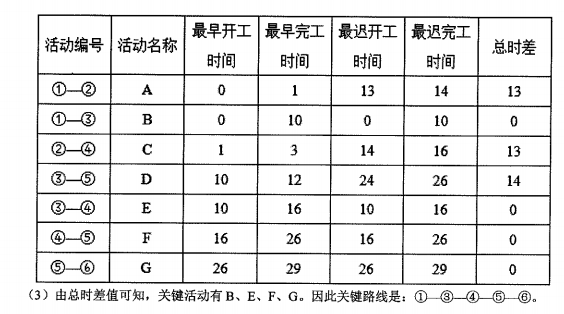 活动编号 活动名称 最早开工时间 最早完工时间 最迟开工时间 最迟完工时间 总时差
①—② A 0 1 13 14 13
①—③ B 0 10 0 10 0
②—④ C 1 3 14 16 13
③—⑤ D 10 12 24 26 14
③—④ E 10 16 10 16 0
④—⑤ F 16 26 16 26 0
⑤—⑥ G 26 29 26 29 0
（3）由总时差值可知，关键活动有 B、E、F、G。因此关键路线是：①—③—④—⑤—⑥。